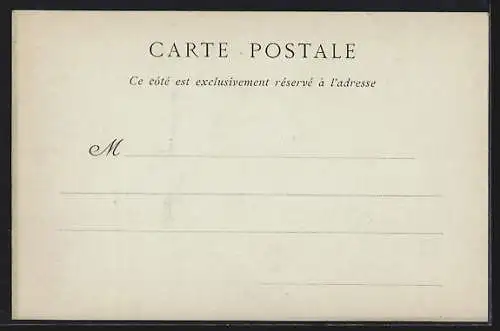 CARTE POSTALE
Ce côté est exclusivement réservé à l'adresse
M